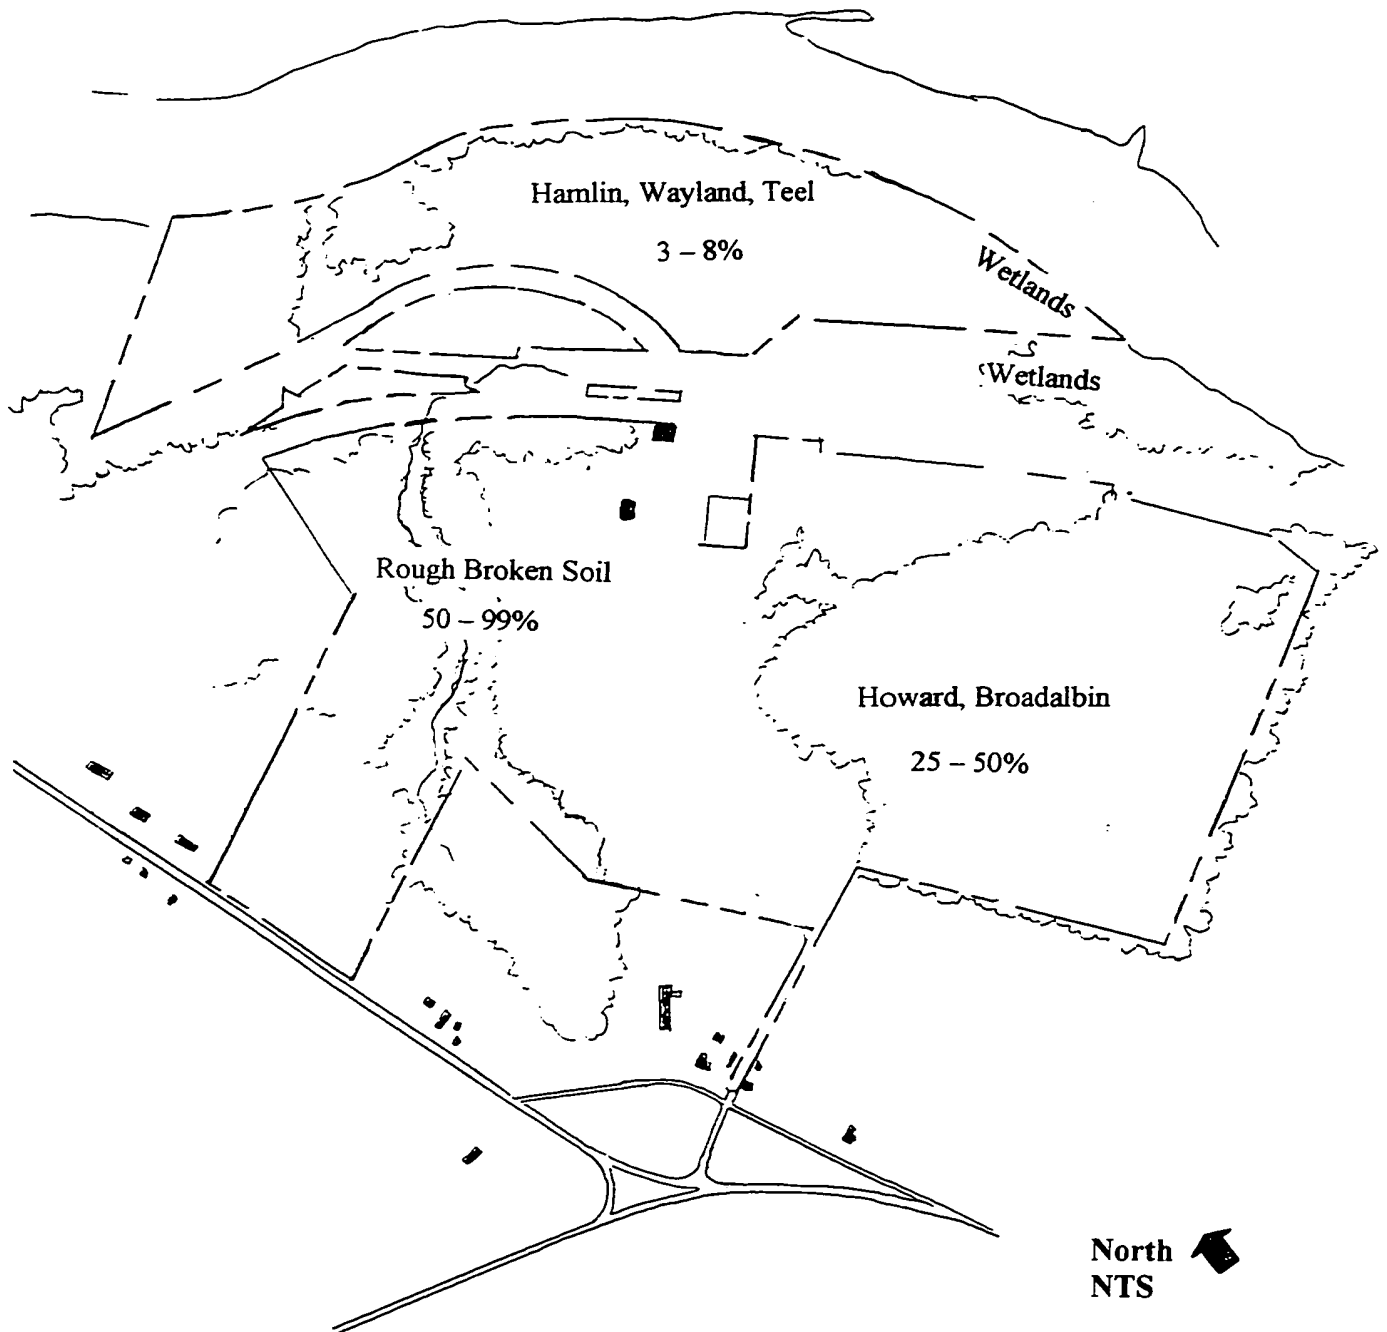 Hamlin, Wayland, Teel
3 – 8%
Wetlands
Wetlands
Rough Broken Soil
50 – 99%
Howard, Broadalbin
25 – 50%
North
NTS